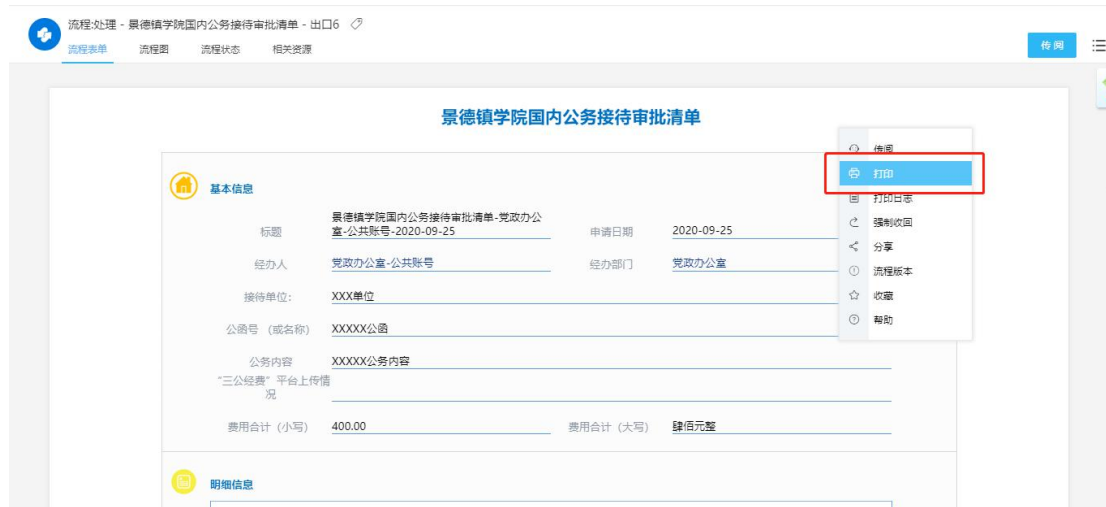 流程:处理 - 景德镇学院国内公务接待审批清单 - 出口6
流程表单 流程图 流程状态 相关资源
传阅
景德镇学院国内公务接待审批清单
传阅
打印
打印日志
强制收回
分享
流程版本
收藏
帮助
基本信息
标题 景德镇学院国内公务接待审批清单-党政办公
室-公共账号-2020-09-25 申请日期 2020-09-25
经办人 党政办公室-公共账号 经办部门 党政办公室
接待单位: XXX单位
公函号 (或名称) XXXXX公函
公务内容 XXXXX公务内容
“三公经费” 平台上传情
况
费用合计 (小写) 400.00 费用合计 (大写) 肆佰元整
明细信息